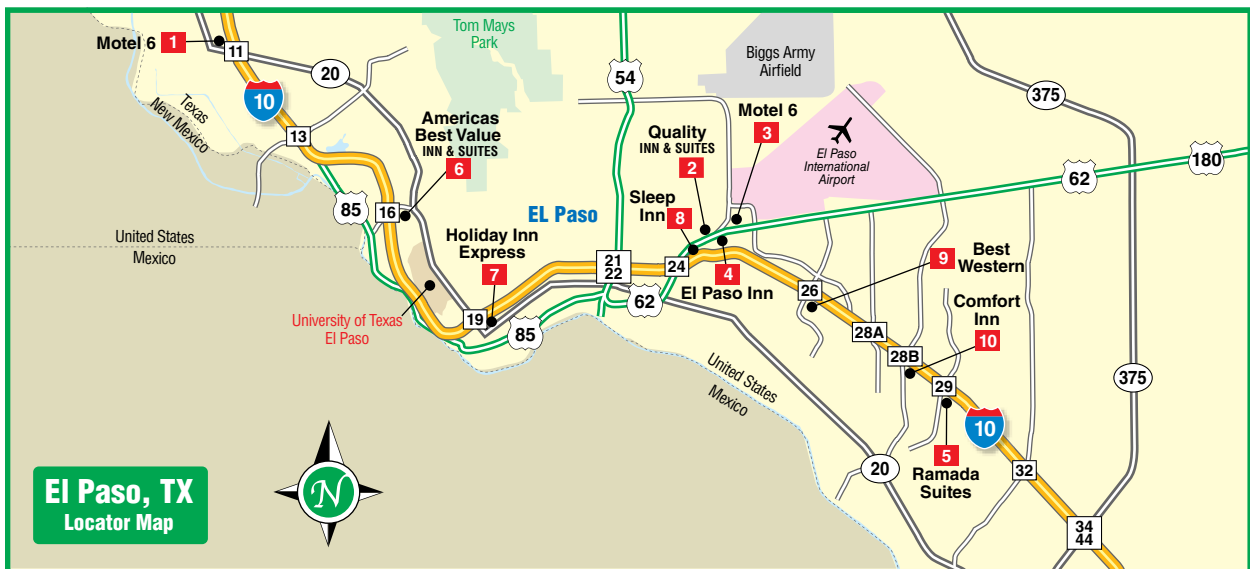 Motel 6 1
11
20
10
Texas
New Mexico
13
Tom Mays
Park
54
Biggs Army
Airfield
375
Americas
Best Value
INN & SUITES
6
Quality
INN & SUITES
2
Motel 6
3
El Paso
International
Airport
180
62
85
16
EL Paso
Sleep
Inn 8
United States
Mexico
Holiday Inn
Express
7
21
22
24
4
El Paso Inn
62
9 Best
Western
26
Comfort
Inn
10
University of Texas
El Paso
19
85
28A
28B
29
United States
Mexico
375
10
5
Ramada
Suites
20
32
34
44
El Paso, TX
Locator Map
N